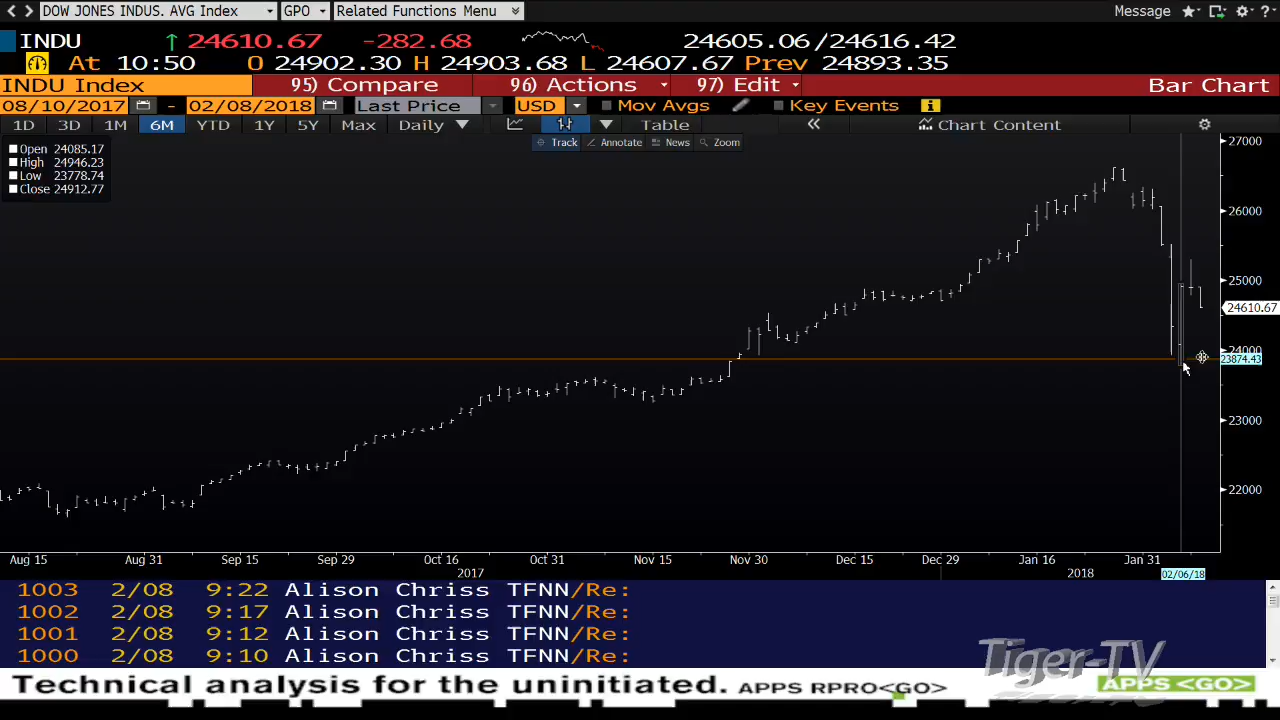 DOW JONES INDUS. AVG Index GPO Related Functions Menu Message
INDU 24610.67 -282.68 24605.06/24616.42
At 10:50 O 24902.30 H 24903.68 L 24607.67 Prev 24893.35
INDU Index 95) Compare 96) Actions 97) Edit Bar Chart
08/10/2017 - 02/08/2018 Last Price USD Mov Avgs Key Events
1D 3D 1M 6M YTD 1Y 5Y Max Daily Table Chart Content
Track Annotate News Zoom
Open 24085.17
High 24946.23
Low 23778.74
Close 24912.77
27000
26000
25000
24610.67
24000
23874.43
23000
22000
Aug 15 Aug 31 Sep 15 Sep 29 Oct 16 Oct 31 Nov 15 Nov 30 Dec 15 Dec 29 Jan 16 Jan 31
2017 2018 02/06/18
1003 2/08 9:22 Alison Chriss TFNN/Re:
1002 2/08 9:17 Alison Chriss TFNN/Re:
1001 2/08 9:12 Alison Chriss TFNN/Re:
1000 2/08 9:10 Alison Chriss TFNN/Re:
Tiger-TV
Technical analysis for the uninitiated. APPS RPRO<GO> APPS <GO>